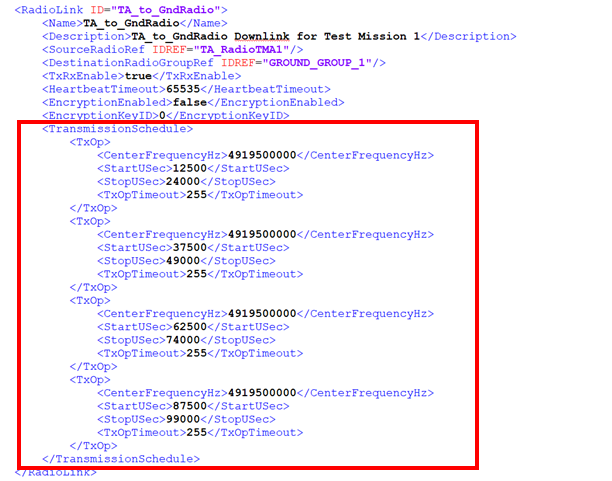 <RadioLink ID="TA_to_GndRadio">
<Name>TA_to_GndRadio</Name>
<Description>TA_to_GndRadio Downlink for Test Mission 1</Description>
<SourceRadioRef IDREF="TA_RadioTMA1"/>
<DestinationRadioGroupRef IDREF="GROUND_GROUP_1"/>
<TxRxEnable>true</TxRxEnable>
<HeartbeatTimeout>65535</HeartbeatTimeout>
<EncryptionEnabled>false</EncryptionEnabled>
<EncryptionKeyID>0</EncryptionKeyID>
<TransmissionSchedule>
<TxOp>
<CenterFrequencyHz>4919500000</CenterFrequencyHz>
<StartUSec>12500</StartUSec>
<StopUSec>24000</StopUSec>
<TxOpTimeout>255</TxOpTimeout>
</TxOp>
<TxOp>
<CenterFrequencyHz>4919500000</CenterFrequencyHz>
<StartUSec>37500</StartUSec>
<StopUSec>49000</StopUSec>
<TxOpTimeout>255</TxOpTimeout>
</TxOp>
<TxOp>
<CenterFrequencyHz>4919500000</CenterFrequencyHz>
<StartUSec>62500</StartUSec>
<StopUSec>74000</StopUSec>
<TxOpTimeout>255</TxOpTimeout>
</TxOp>
<TxOp>
<CenterFrequencyHz>4919500000</CenterFrequencyHz>
<StartUSec>87500</StartUSec>
<StopUSec>99000</StopUSec>
<TxOpTimeout>255</TxOpTimeout>
</TxOp>
</TransmissionSchedule>
</RadioLink>